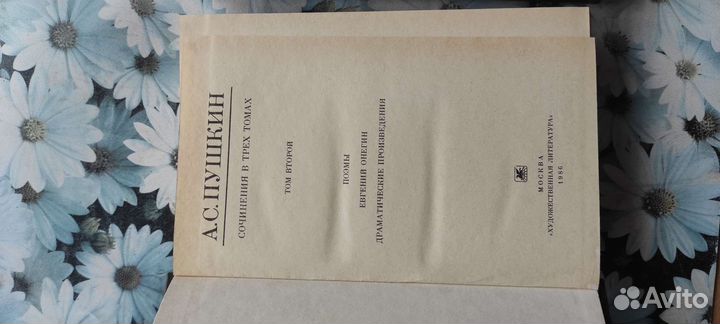 А.С.ПУШКИН
СОЧИНЕНИЯ В ТРЕХ ТОМАХ
ТОМ ВТОРОЙ
ПОЭМЫ
ЕВГЕНИЙ ОНЕГИН
ДРАМАТИЧЕСКИЕ ПРОИЗВЕДЕНИЯ
МОСКВА
«ХУДОЖЕСТВЕННАЯ ЛИТЕРАТУРА»
1986
Avito